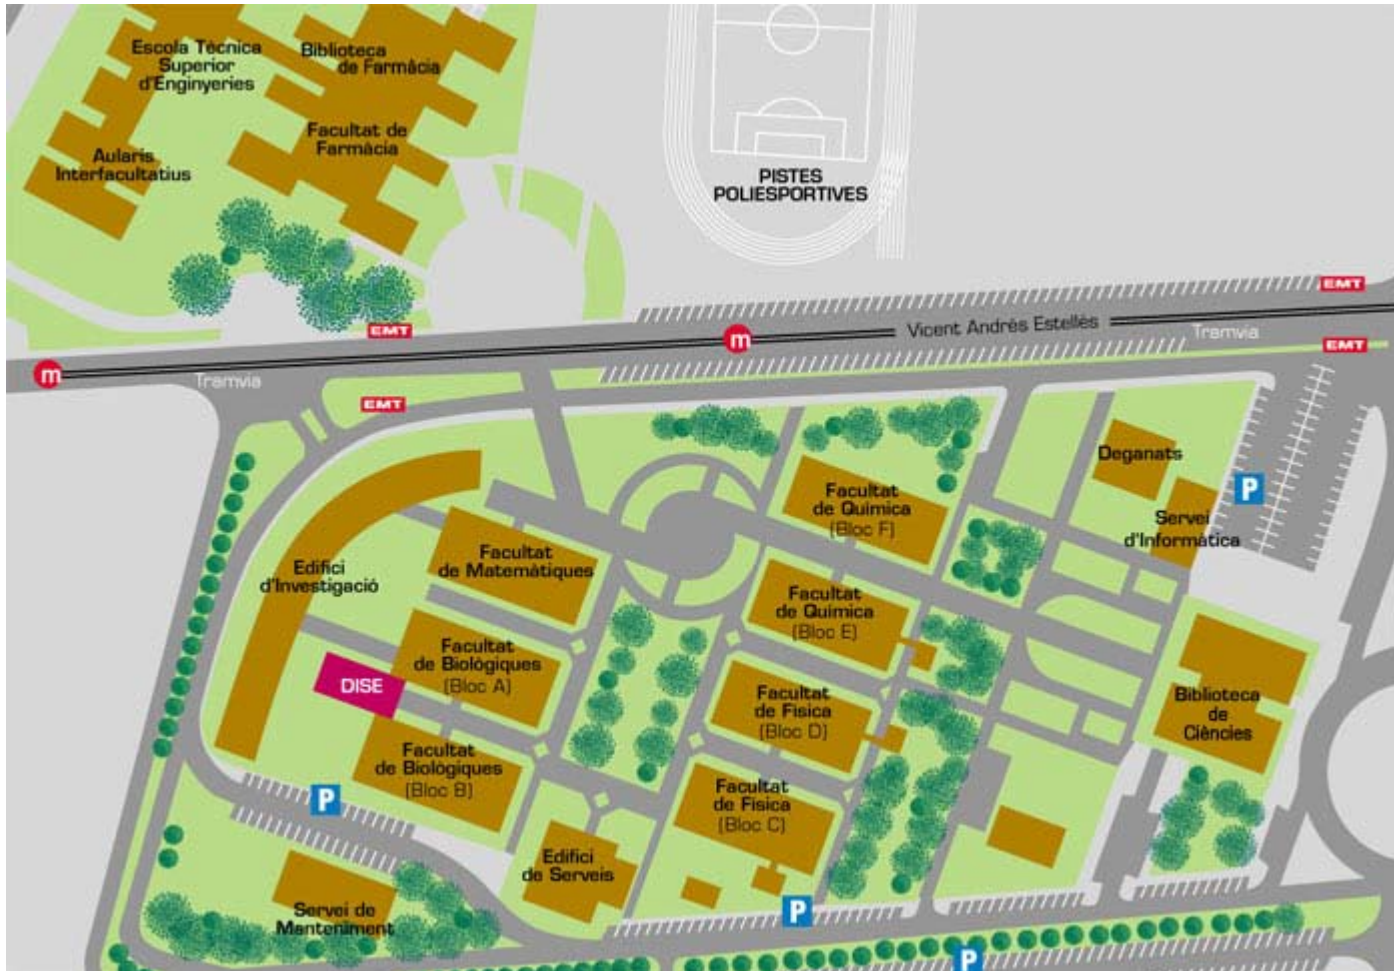 Escola Tècnica
Superior
d'Enginyeries
Biblioteca
de Farmàcia
Facultat de
Farmàcia
Aularis
Interfacultatius
PISTES
POLIESPORTIVES
EMT
EMT
m
Vicent Andrés Estellés
Tramvia
EMT
m
Tramvia
EMT
Deganats
P
Servei
d'Informàtica
Facultat
de Química
(Bloc F)
Facultat
de Matemàtiques
Edifici
d'Investigació
Facultat
de Química
(Bloc E)
Facultat
de Biològiques
(Bloc A)
DISE
Facultat
de Física
(Bloc D)
Biblioteca
de
Ciències
Facultat
de Biològiques
(Bloc B)
P
Facultat
de Física
(Bloc C)
Edifici
de Serveis
Servei de
Manteniment
P
P